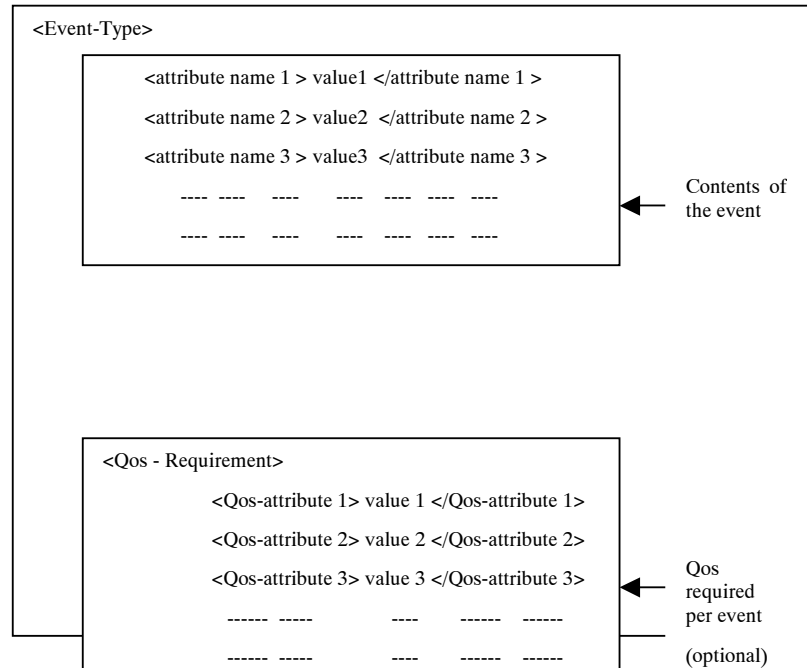 <Event-Type>
<attribute name 1 > value1 </attribute name 1 >
<attribute name 2 > value2 </attribute name 2 >
<attribute name 3 > value3 </attribute name 3 >
---- ---- ---- ---- ---- ---- ----
---- ---- ---- ---- ---- ---- ----
Contents of
the event
<Qos - Requirement>
<Qos-attribute 1> value 1 </Qos-attribute 1>
<Qos-attribute 2> value 2 </Qos-attribute 2>
<Qos-attribute 3> value 3 </Qos-attribute 3>
------ ----- ---- ------ ------
------ ----- ---- ------ ------
Qos
required
per event
(optional)